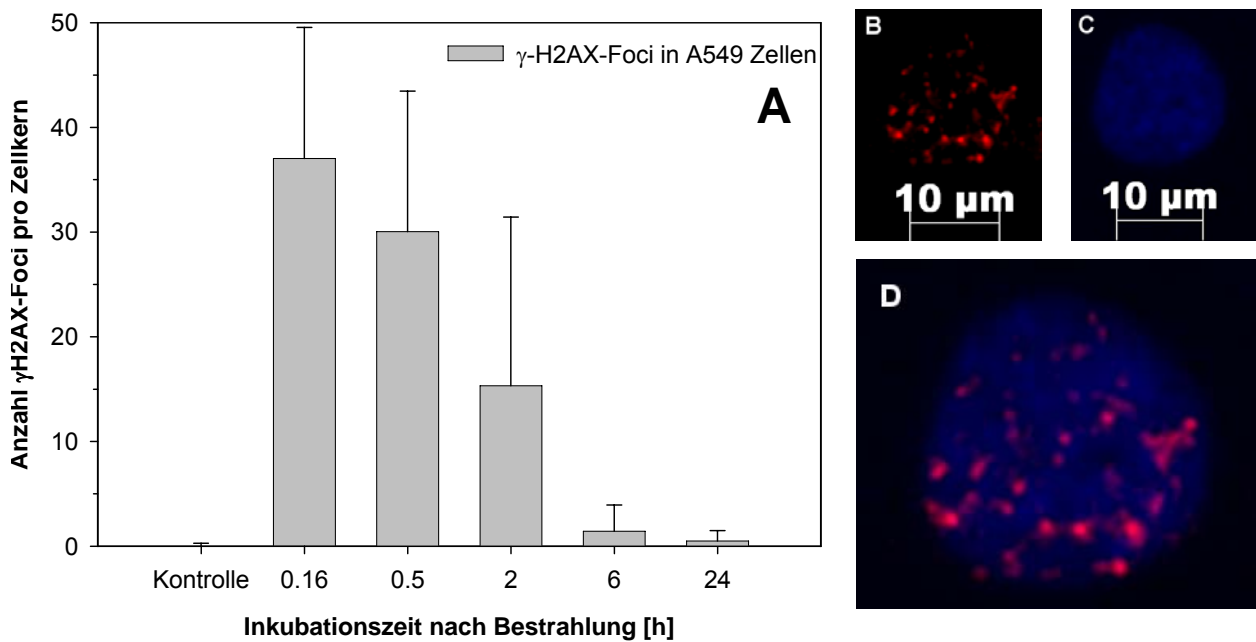 Anzahl γH2AX-Foci pro Zellkern
50
40
30
20
10
0
γ-H2AX-Foci in A549 Zellen
A
Kontrolle 0.16 0.5 2 6 24
Inkubationszeit nach Bestrahlung [h]
B
10 µm
C
10 µm
D